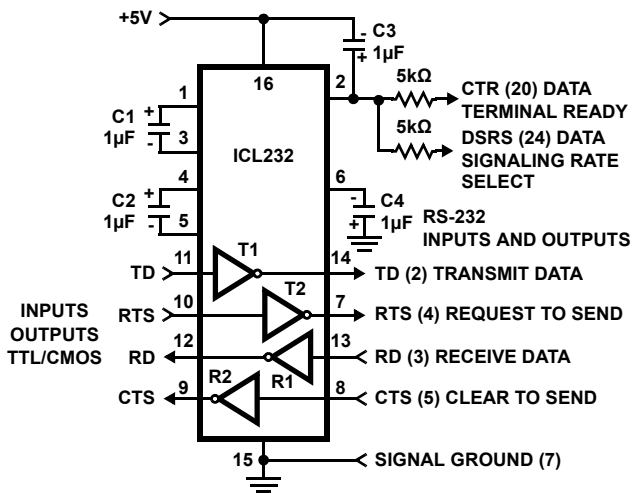 +5V
- C3
+ 1µF
16
1
2
5kΩ
CTR (20) DATA
TERMINAL READY
C1 +
1µF -
3
5kΩ
DSRS (24) DATA
SIGNALING RATE
SELECT
ICL232
4
6
C2 +
1µF -
5
- C4
+ 1µF
RS-232
INPUTS AND OUTPUTS
TD
11
T1
14
TD (2) TRANSMIT DATA
INPUTS
OUTPUTS
TTL/CMOS
RTS
10
T2
7
RTS (4) REQUEST TO SEND
RD
12
R1
13
RD (3) RECEIVE DATA
CTS
9
R2
8
CTS (5) CLEAR TO SEND
15
SIGNAL GROUND (7)